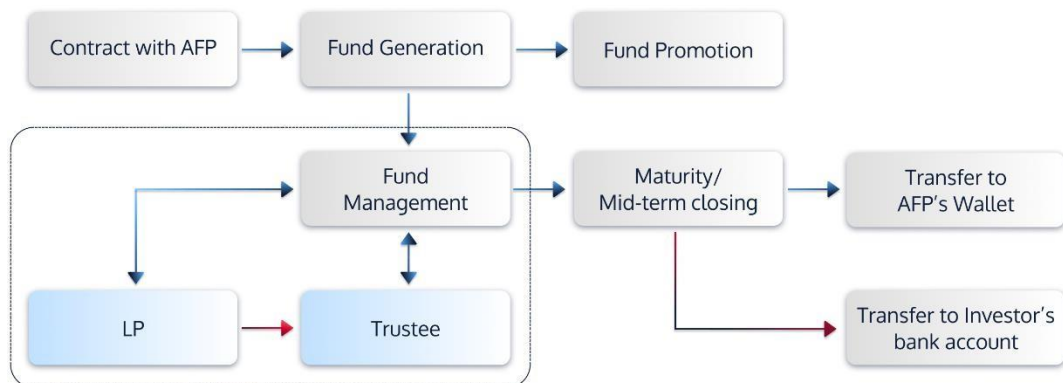 Contract with AFP
Fund Generation
Fund Promotion
Fund
Management
Maturity/
Mid-term closing
Transfer to
AFP's Wallet
LP
Trustee
Transfer to Investor's
bank account